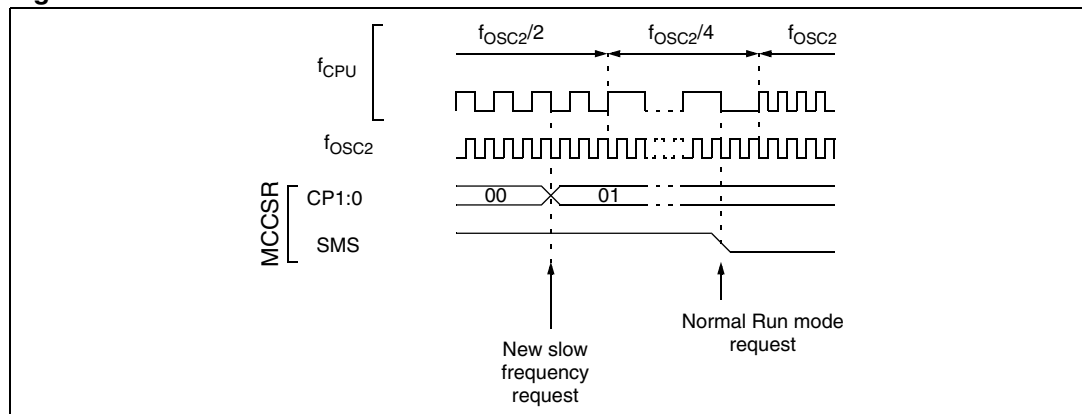 fOSC2/2 fOSC2/4 fOSC2
fCPU
fOSC2
MCCSR
CP1:0 00 01
SMS
New slow
frequency
request
Normal Run mode
request